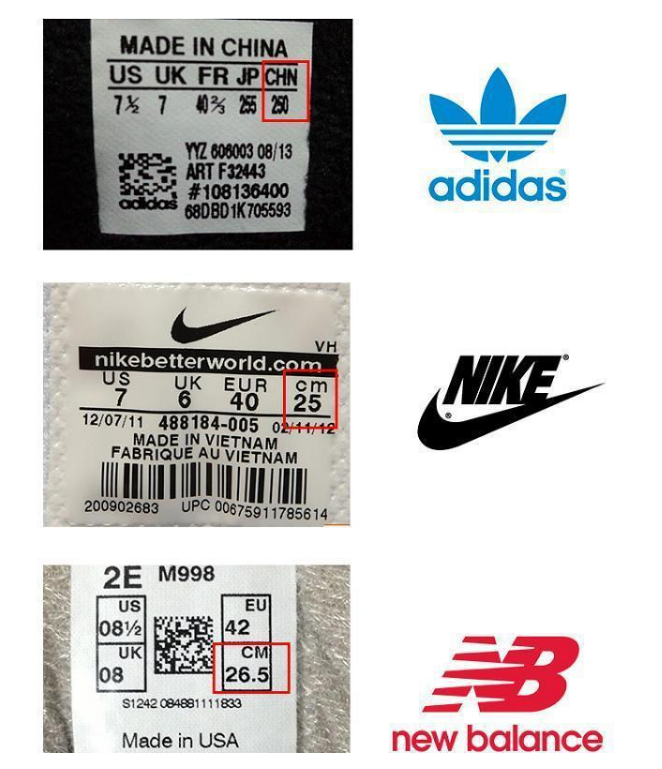 MADE IN CHINA
US UK FR JP CHN
7½ 7 40⅔ 255 250
YYZ 606003 08/13
ART F32443
#108136400
68DBD1K705593
adidas
adidas
VH
nikebetterworld.com
US UK EUR cm
7 6 40 25
12/07/11 488184-005 02/11/12
MADE IN VIETNAM
FABRIQUE AU VIETNAM
200902683 UPC 00675911785614
NIKE
2E M998
US EU
08½ 42
UK CM
08 26.5
S1242 084881111833
Made in USA
NB
new balance